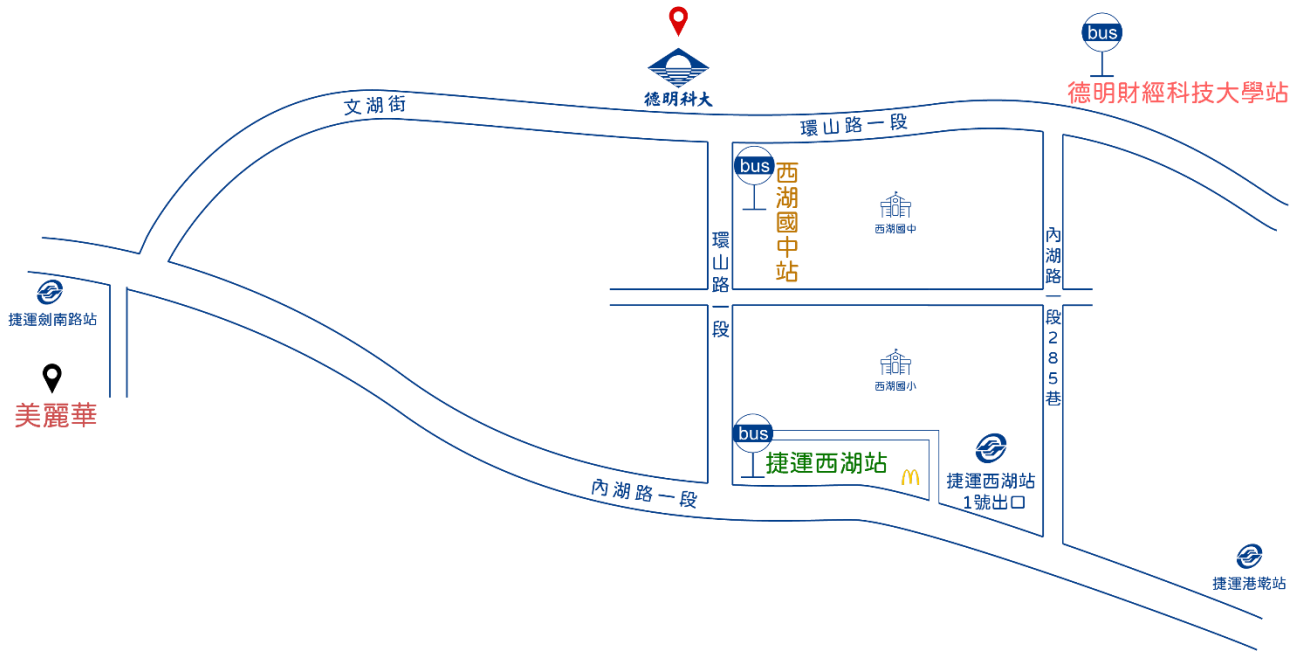 bus
德明財經科技大學站
德明科大
文湖街
環山路一段
bus
西湖國中站
西湖國中
環山路一段
內湖路一段285巷
捷運劍南路站
美麗華
西湖國小
bus
捷運西湖站
捷運西湖站
1號出口
內湖路一段
捷運港墘站